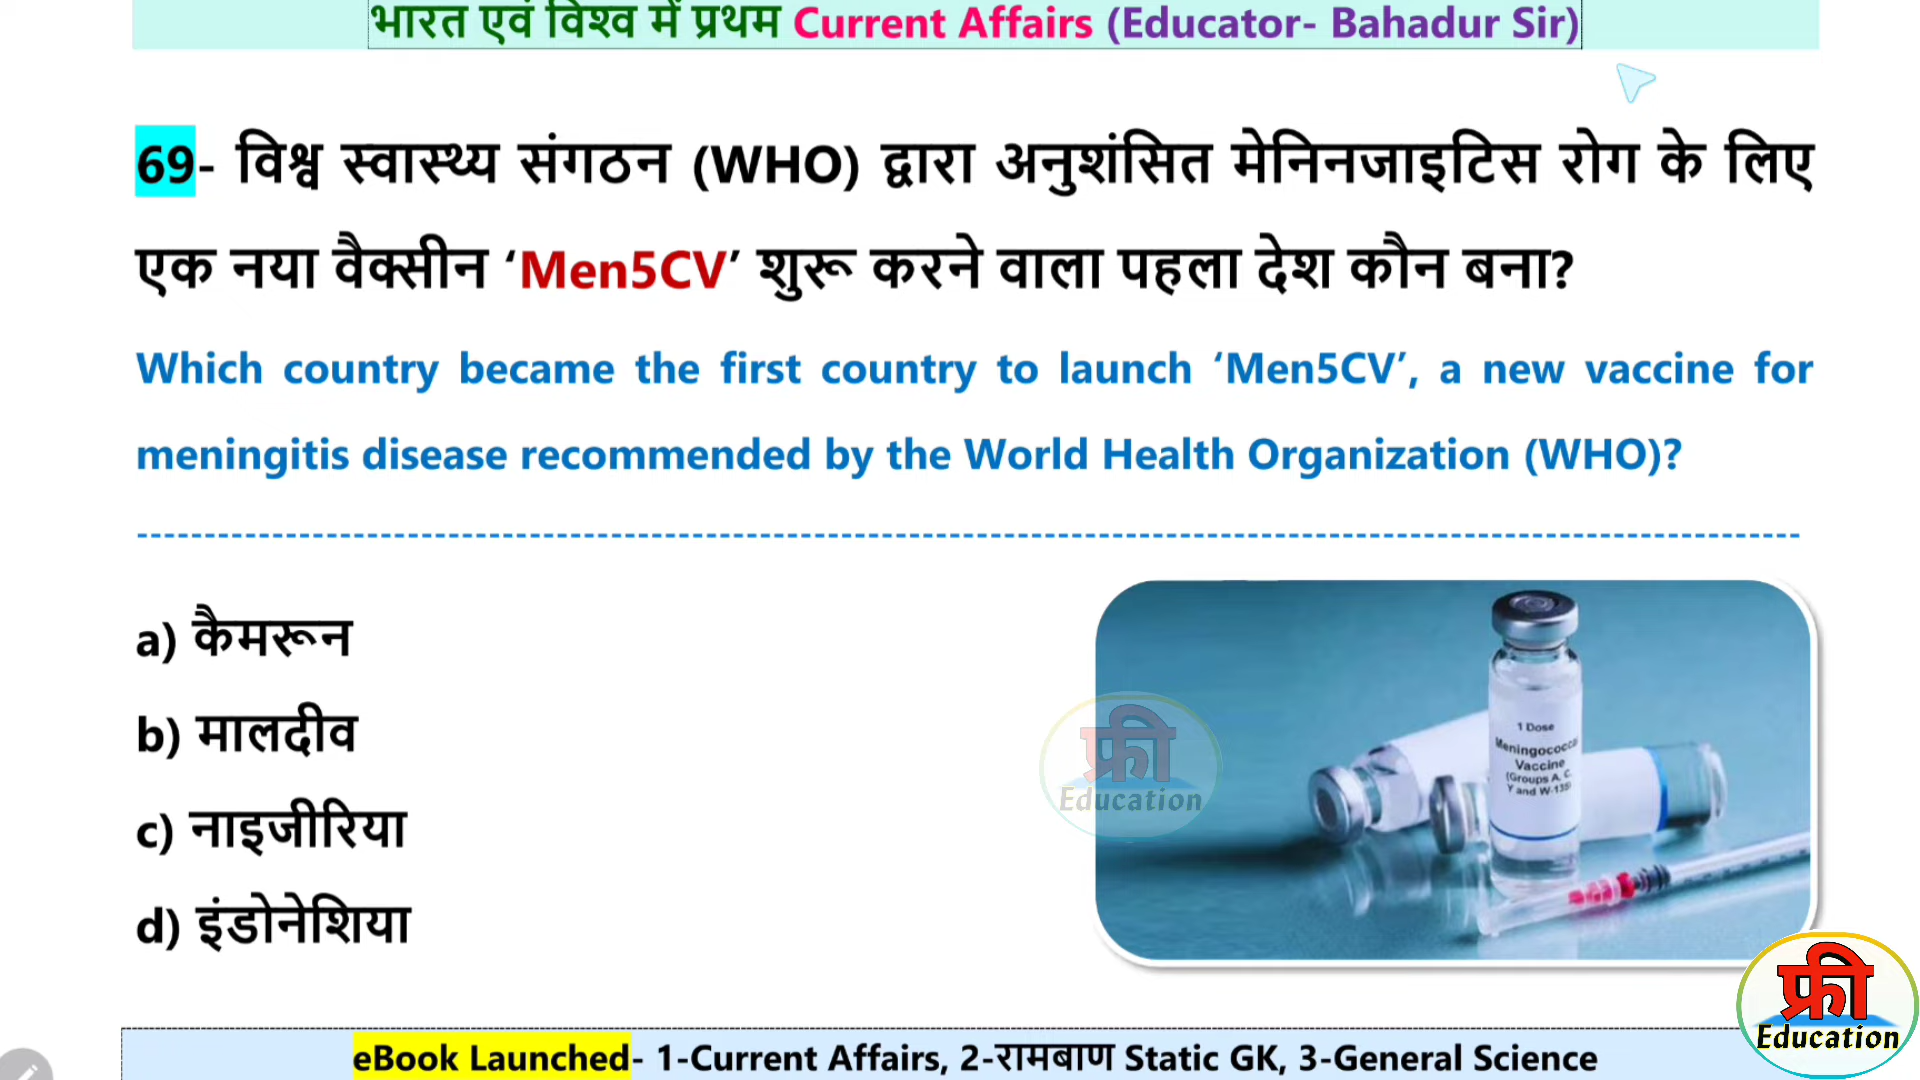 भारत एवं विश्व में प्रथम Current Affairs (Educator- Bahadur Sir)
69- विश्व स्वास्थ्य संगठन (WHO) द्वारा अनुशंसित मेनिनजाइटिस रोग के लिए
एक नया वैक्सीन ‘Men5CV’ शुरू करने वाला पहला देश कौन बना?
Which country became the first country to launch ‘Men5CV’, a new vaccine for
meningitis disease recommended by the World Health Organization (WHO)?
a) कैमरून
b) मालदीव
c) नाइजीरिया
d) इंडोनेशिया
1 Dose
Meningococcal
Vaccine
(Groups A, C,
Y and W-135)
फ्री
Education
फ्री
Education
eBook Launched- 1-Current Affairs, 2-रामबाण Static GK, 3-General Science